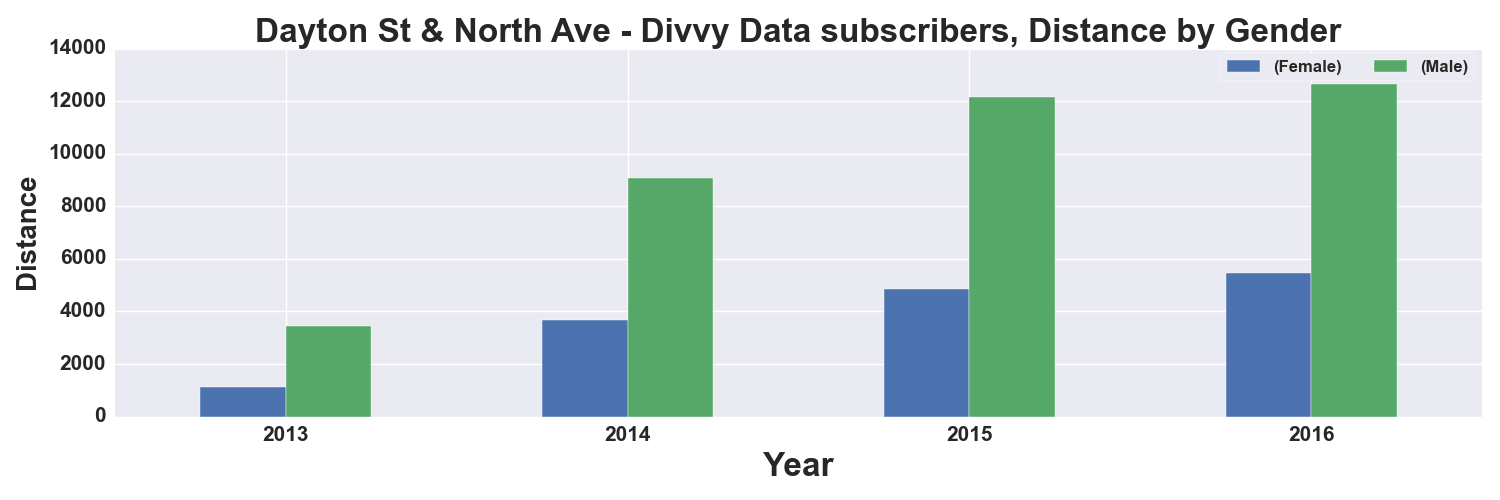 Dayton St & North Ave - Divvy Data subscribers, Distance by Gender
14000
12000
10000
8000
6000
4000
2000
0
Distance
(Female) (Male)
2013 2014 2015 2016
Year